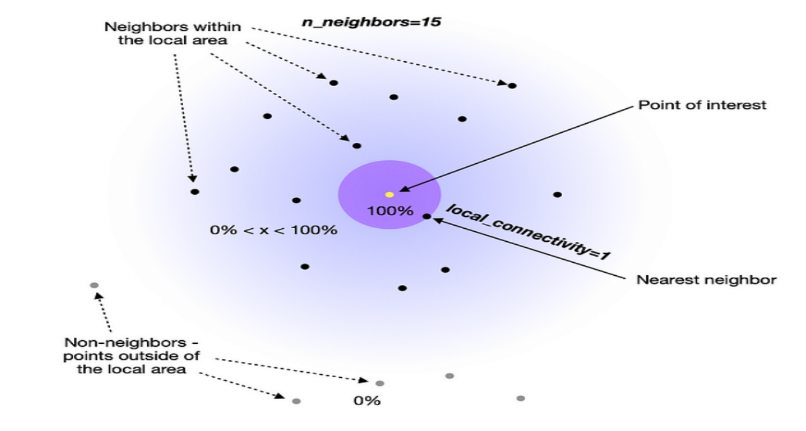 n_neighbors=15
Neighbors within
the local area
Point of interest
100%
local_connectivity=1
0% < x < 100%
Nearest neighbor
Non-neighbors -
points outside of
the local area
0%